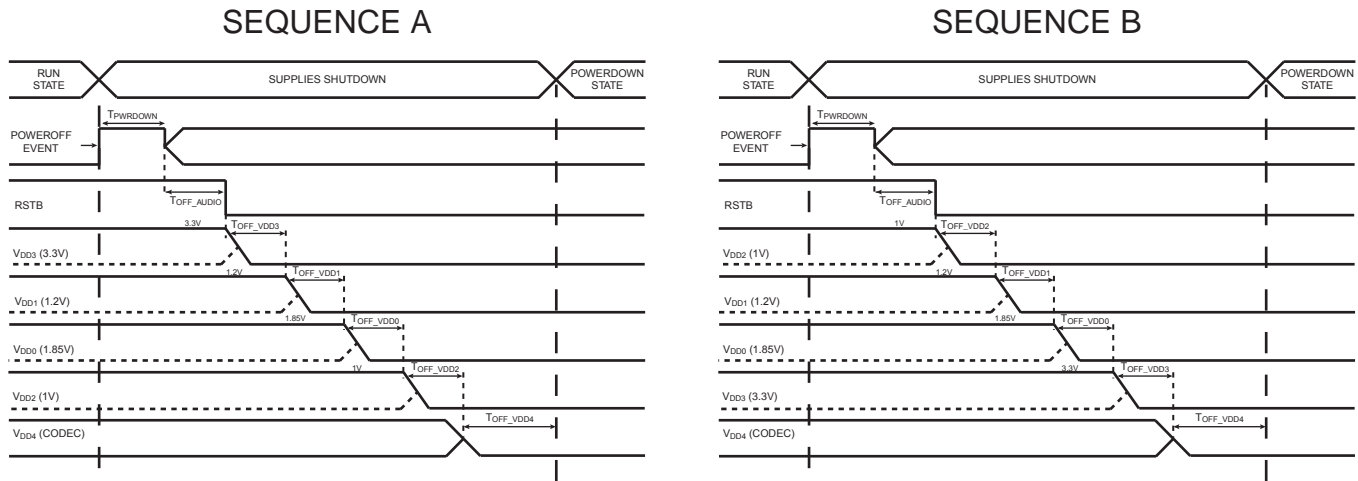 SEQUENCE A
RUN
STATE
SUPPLIES SHUTDOWN
POWERDOWN
STATE
TPWRDOWN
POWEROFF
EVENT
TOFF_AUDIO
RSTB
3.3V
TOFF_VDD3
VDD3 (3.3V)
1.2V
TOFF_VDD1
VDD1 (1.2V)
1.85V
TOFF_VDD0
VDD0 (1.85V)
1V
TOFF_VDD2
VDD2 (1V)
TOFF_VDD4
VDD4 (CODEC)
SEQUENCE B
RUN
STATE
SUPPLIES SHUTDOWN
POWERDOWN
STATE
TPWRDOWN
POWEROFF
EVENT
TOFF_AUDIO
RSTB
1V
TOFF_VDD2
VDD2 (1V)
1.2V
TOFF_VDD1
VDD1 (1.2V)
1.85V
TOFF_VDD0
VDD0 (1.85V)
3.3V
TOFF_VDD3
VDD3 (3.3V)
TOFF_VDD4
VDD4 (CODEC)